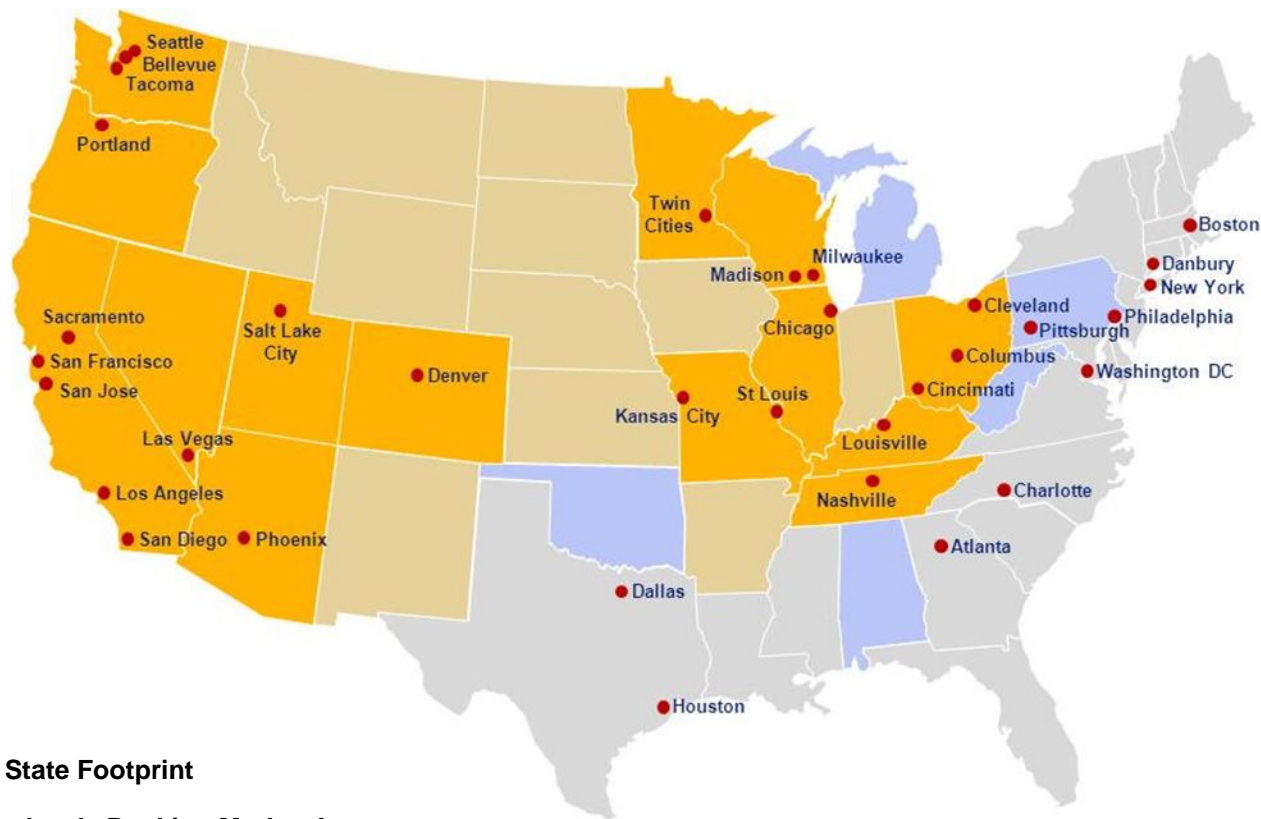 Seattle
Bellevue
Tacoma
Portland
Twin
Cities
Boston
Milwaukee
Madison
Danbury
New York
Sacramento
Salt Lake
City
Chicago
Cleveland
Pittsburgh
Philadelphia
San Francisco
San Jose
Denver
Columbus
Washington DC
Kansas City
St Louis
Cincinnati
Las Vegas
Louisville
Los Angeles
Nashville
Charlotte
San Diego
Phoenix
Atlanta
Dallas
Houston
State Footprint